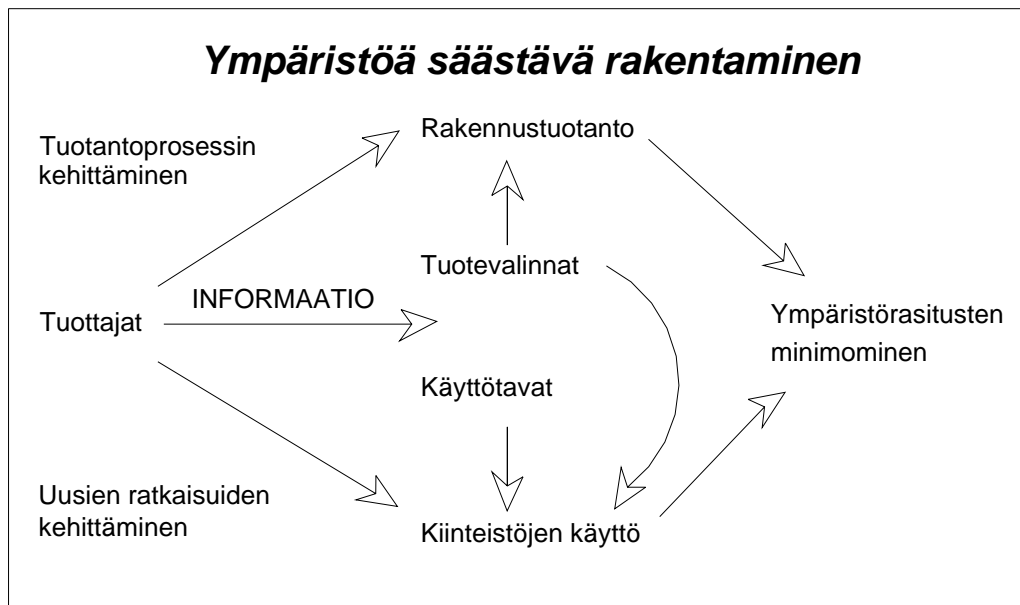 Ympäristöä säästävä rakentaminen
Tuotantoprosessin
kehittäminen
Rakennustuotanto
Tuotevalinnat
INFORMAATIO
Tuottajat
Ympäristörasitusten
minimominen
Käyttötavat
Uusien ratkaisuiden
kehittäminen
Kiinteistöjen käyttö